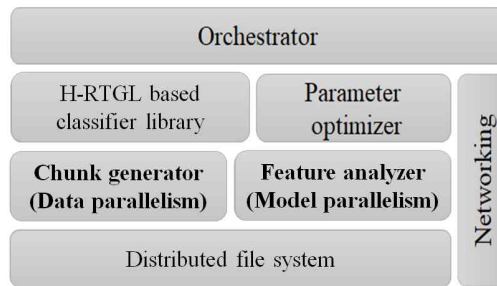 Orchestrator
H-RTGL based
classifier library
Parameter
optimizer
Chunk generator
(Data parallelism)
Feature analyzer
(Model parallelism)
Distributed file system
Networking